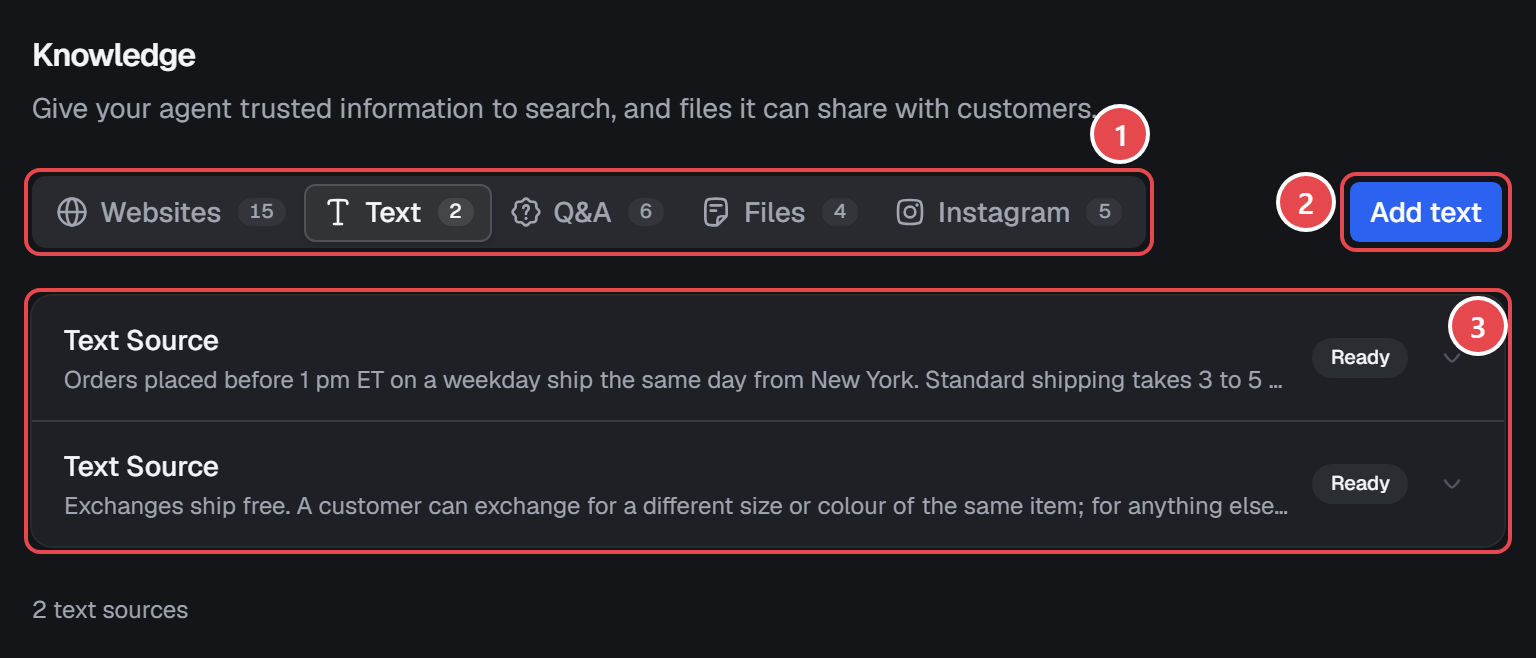 Knowledge
Give your agent trusted information to search, and files it can share with customers.
1
Websites 15 Text 2 Q&A 6 Files 4 Instagram 5
2
Add text
3
Text Source
Orders placed before 1 pm ET on a weekday ship the same day from New York. Standard shipping takes 3 to 5 ...
Ready
Text Source
Exchanges ship free. A customer can exchange for a different size or colour of the same item; for anything else...
Ready
2 text sources